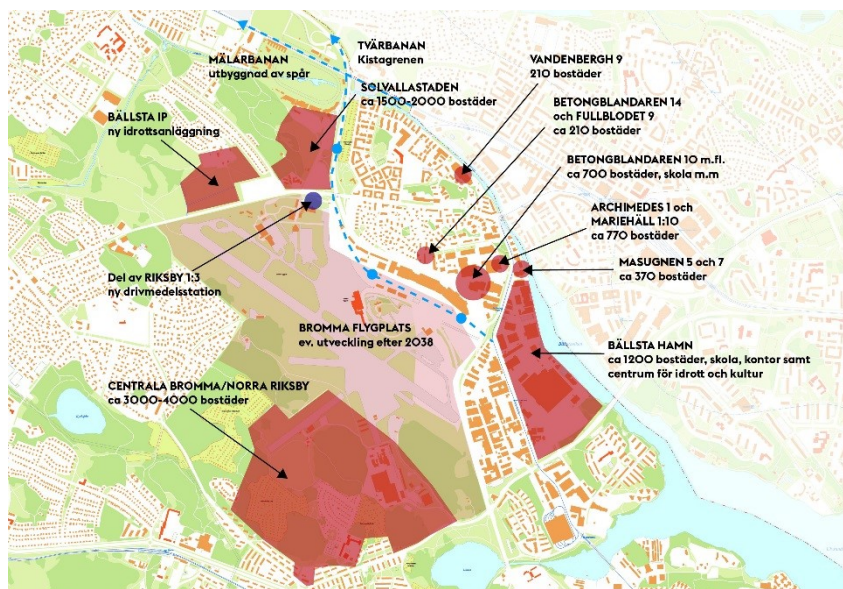 MÄLARBANAN
utbyggnad av spår
TVÄRBANAN
Kistagrenen
VANDENBERGH 9
210 bostäder
SOLVALLASTADEN
ca 1500-2000 bostäder
BÄLLSTA IP
ny idrottsanläggning
BETONGBLANDAREN 14
och FULLBLODET 9
ca 210 bostäder
BETONGBLANDAREN 10 m.fl.
ca 700 bostäder, skola m.m
ARCHIMEDES 1 och
MARIEHÄLL 1:10
ca 770 bostäder
MASUGNEN 5 och 7
ca 370 bostäder
Del av RIKSBY 1:3
ny drivmedelsstation
BROMMA FLYGPLATS
ev. utveckling efter 2038
BÄLLSTA HAMN
ca 1200 bostäder, skola, kontor samt
centrum för idrott och kultur
CENTRALA BROMMA/NORRA RIKSBY
ca 3000-4000 bostäder